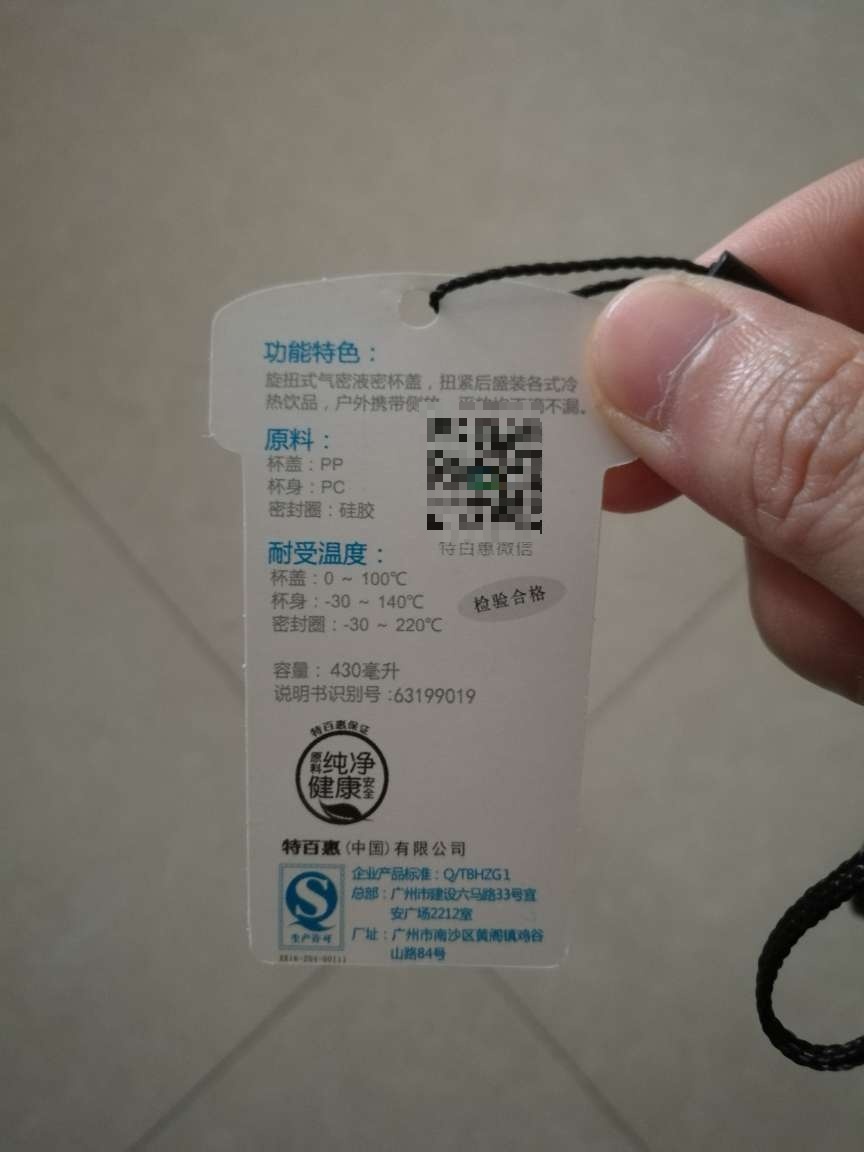 功能特色：
旋扭式气密液密杯盖，扭紧后盛装各式冷
热饮品，户外携带侧 不滴不漏。
原料：
杯盖：PP
杯身：PC
密封圈：硅胶
特百惠微信
耐受温度：
杯盖：0 ~ 100℃
杯身：-30 ~ 140℃
密封圈：-30 ~ 220℃
检验合格
容量：430毫升
说明书识别号:63199019
特百惠保证
原料纯净
健康安全
特百惠(中国)有限公司
企业产品标准：Q/TBHZG1
总部：广州市建设六马路33号宜
安广场2212室
厂址：广州市南沙区黄阁镇鸡谷
山路84号
生产许可